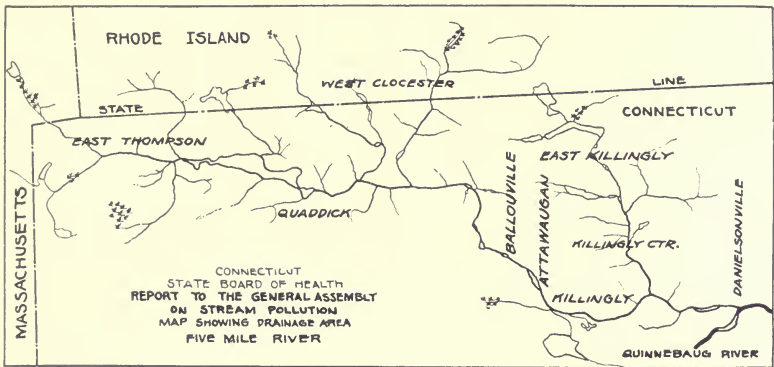 RHODE ISLAND
WEST GLOCESTER
STATE
LINE
CONNECTICUT
EAST THOMPSON
EAST KILLINGLY
MASSACHUSETTS
QUADDICK
BALLOUVILLE
ATTAWAUGAN
KILLINGLY CTR.
DANIELSONVILLE
KILLINGLY
QUINNEBAUG RIVER
CONNECTICUT
STATE BOARD OF HEALTH
REPORT TO THE GENERAL ASSEMBLY
ON STREAM POLLUTION
MAP SHOWING DRAINAGE AREA
FIVE MILE RIVER